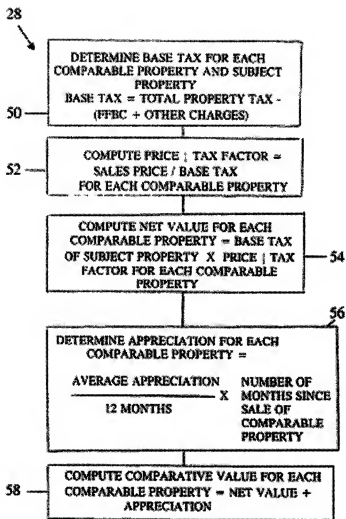 28
DETERMINE BASE TAX FOR EACH
COMPARABLE PROPERTY AND SUBJECT
PROPERTY
BASE TAX = TOTAL PROPERTY TAX -
(FFBC + OTHER CHARGES)
50
COMPUTE PRICE | TAX FACTOR =
SALES PRICE / BASE TAX
FOR EACH COMPARABLE PROPERTY
52
COMPUTE NET VALUE FOR EACH
COMPARABLE PROPERTY = BASE TAX
OF SUBJECT PROPERTY X PRICE | TAX
FACTOR FOR EACH COMPARABLE
PROPERTY
54
56
DETERMINE APPRECIATION FOR EACH
COMPARABLE PROPERTY =
AVERAGE APPRECIATION
12 MONTHS
X
NUMBER OF
MONTHS SINCE
SALE OF
COMPARABLE
PROPERTY
58
COMPUTE COMPARATIVE VALUE FOR EACH
COMPARABLE PROPERTY = NET VALUE +
APPRECIATION